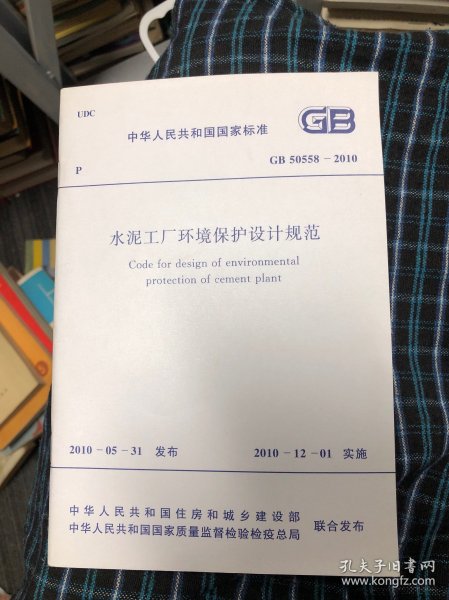 UDC
中华人民共和国国家标准
GB
P
GB 50558－2010
水泥工厂环境保护设计规范
Code for design of environmental
protection of cement plant
2010－05－31 发布
2010－12－01 实施
中华人民共和国住房和城乡建设部
中华人民共和国国家质量监督检验检疫总局
联合发布
孔夫子旧书网
www.kongfz.com